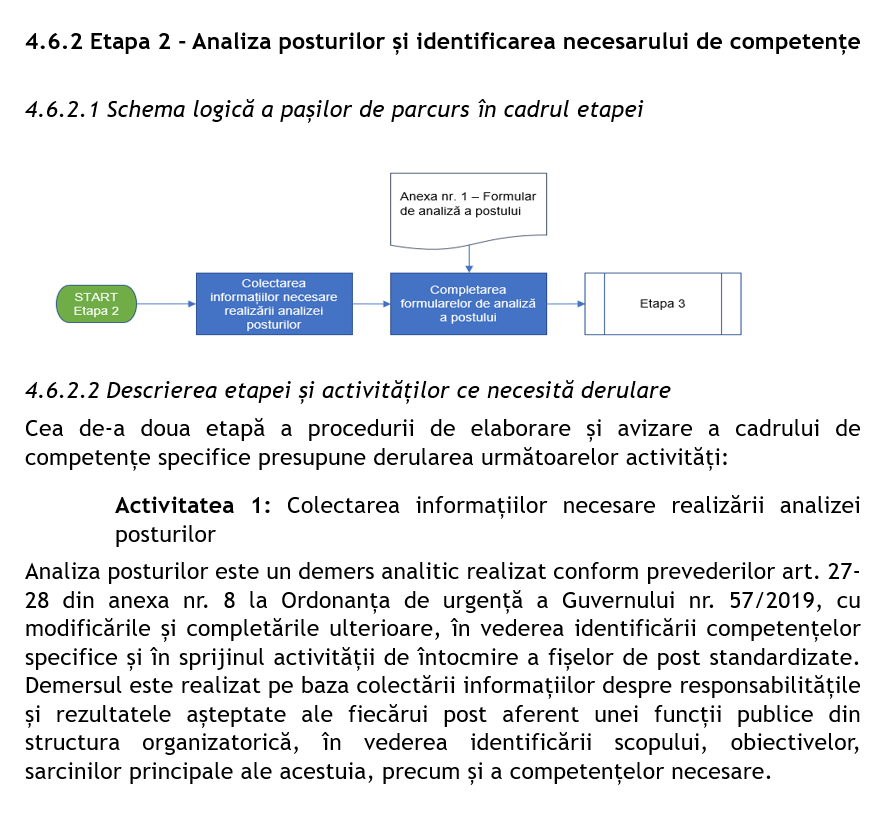 4.6.2 Etapa 2 - Analiza posturilor și identificarea necesarului de competențe
4.6.2.1 Schema logică a pașilor de parcurs în cadrul etapei
Anexa nr. 1 – Formular
de analiză a postului
START
Etapa 2
Colectarea
informațiilor necesare
realizării analizei
posturilor
Completarea
formularelor de analiză
a postului
Etapa 3
4.6.2.2 Descrierea etapei și activităților ce necesită derulare
Cea de-a doua etapă a procedurii de elaborare și avizare a cadrului de
competențe specifice presupune derularea următoarelor activități:
Activitatea 1: Colectarea informațiilor necesare realizării analizei
posturilor
Analiza posturilor este un demers analitic realizat conform prevederilor art. 27-
28 din anexa nr. 8 la Ordonanța de urgență a Guvernului nr. 57/2019, cu
modificările și completările ulterioare, în vederea identificării competențelor
specifice și în sprijinul activității de întocmire a fișelor de post standardizate.
Demersul este realizat pe baza colectării informațiilor despre responsabilitățile
și rezultatele așteptate ale fiecărui post aferent unei funcții publice din
structura organizatorică, în vederea identificării scopului, obiectivelor,
sarcinilor principale ale acestuia, precum și a competențelor necesare.